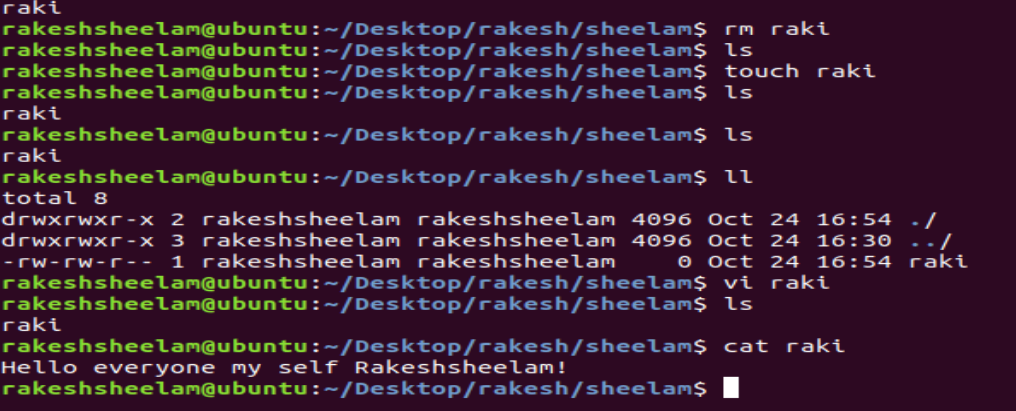 raki
rakeshsheelam@ubuntu:~/Desktop/rakesh/sheelam$ rm raki
rakeshsheelam@ubuntu:~/Desktop/rakesh/sheelam$ ls
rakeshsheelam@ubuntu:~/Desktop/rakesh/sheelam$ touch raki
rakeshsheelam@ubuntu:~/Desktop/rakesh/sheelam$ ls
raki
rakeshsheelam@ubuntu:~/Desktop/rakesh/sheelam$ ls
raki
rakeshsheelam@ubuntu:~/Desktop/rakesh/sheelam$ ll
total 8
drwxrwxr-x 2 rakeshsheelam rakeshsheelam 4096 Oct 24 16:54 ./
drwxrwxr-x 3 rakeshsheelam rakeshsheelam 4096 Oct 24 16:30 ../
-rw-rw-r-- 1 rakeshsheelam rakeshsheelam    0 Oct 24 16:54 raki
rakeshsheelam@ubuntu:~/Desktop/rakesh/sheelam$ vi raki
rakeshsheelam@ubuntu:~/Desktop/rakesh/sheelam$ ls
raki
rakeshsheelam@ubuntu:~/Desktop/rakesh/sheelam$ cat raki
Hello everyone my self Rakeshsheelam!
rakeshsheelam@ubuntu:~/Desktop/rakesh/sheelam$